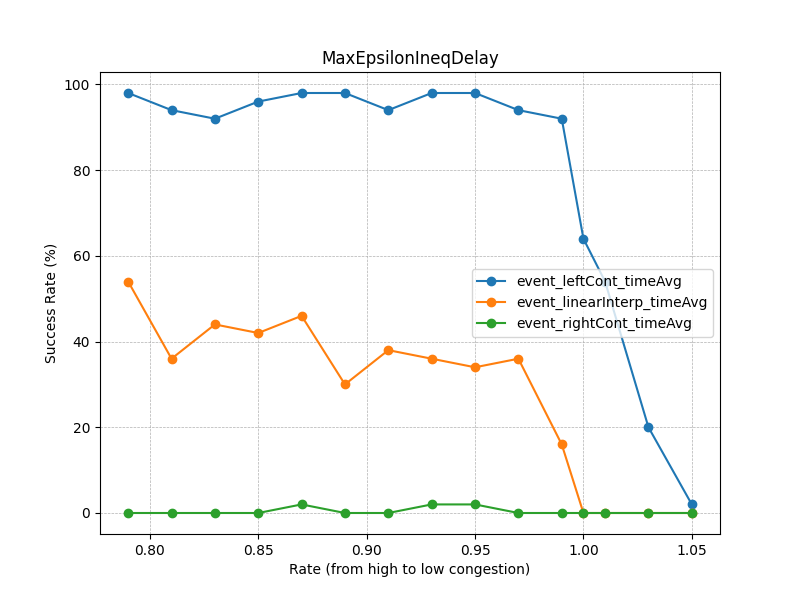 MaxEpsilonIneqDelay
100
80
60
40
20
0
Success Rate (%)
event_leftCont_timeAvg
event_linearInterp_timeAvg
event_rightCont_timeAvg
0.80 0.85 0.90 0.95 1.00 1.05
Rate (from high to low congestion)